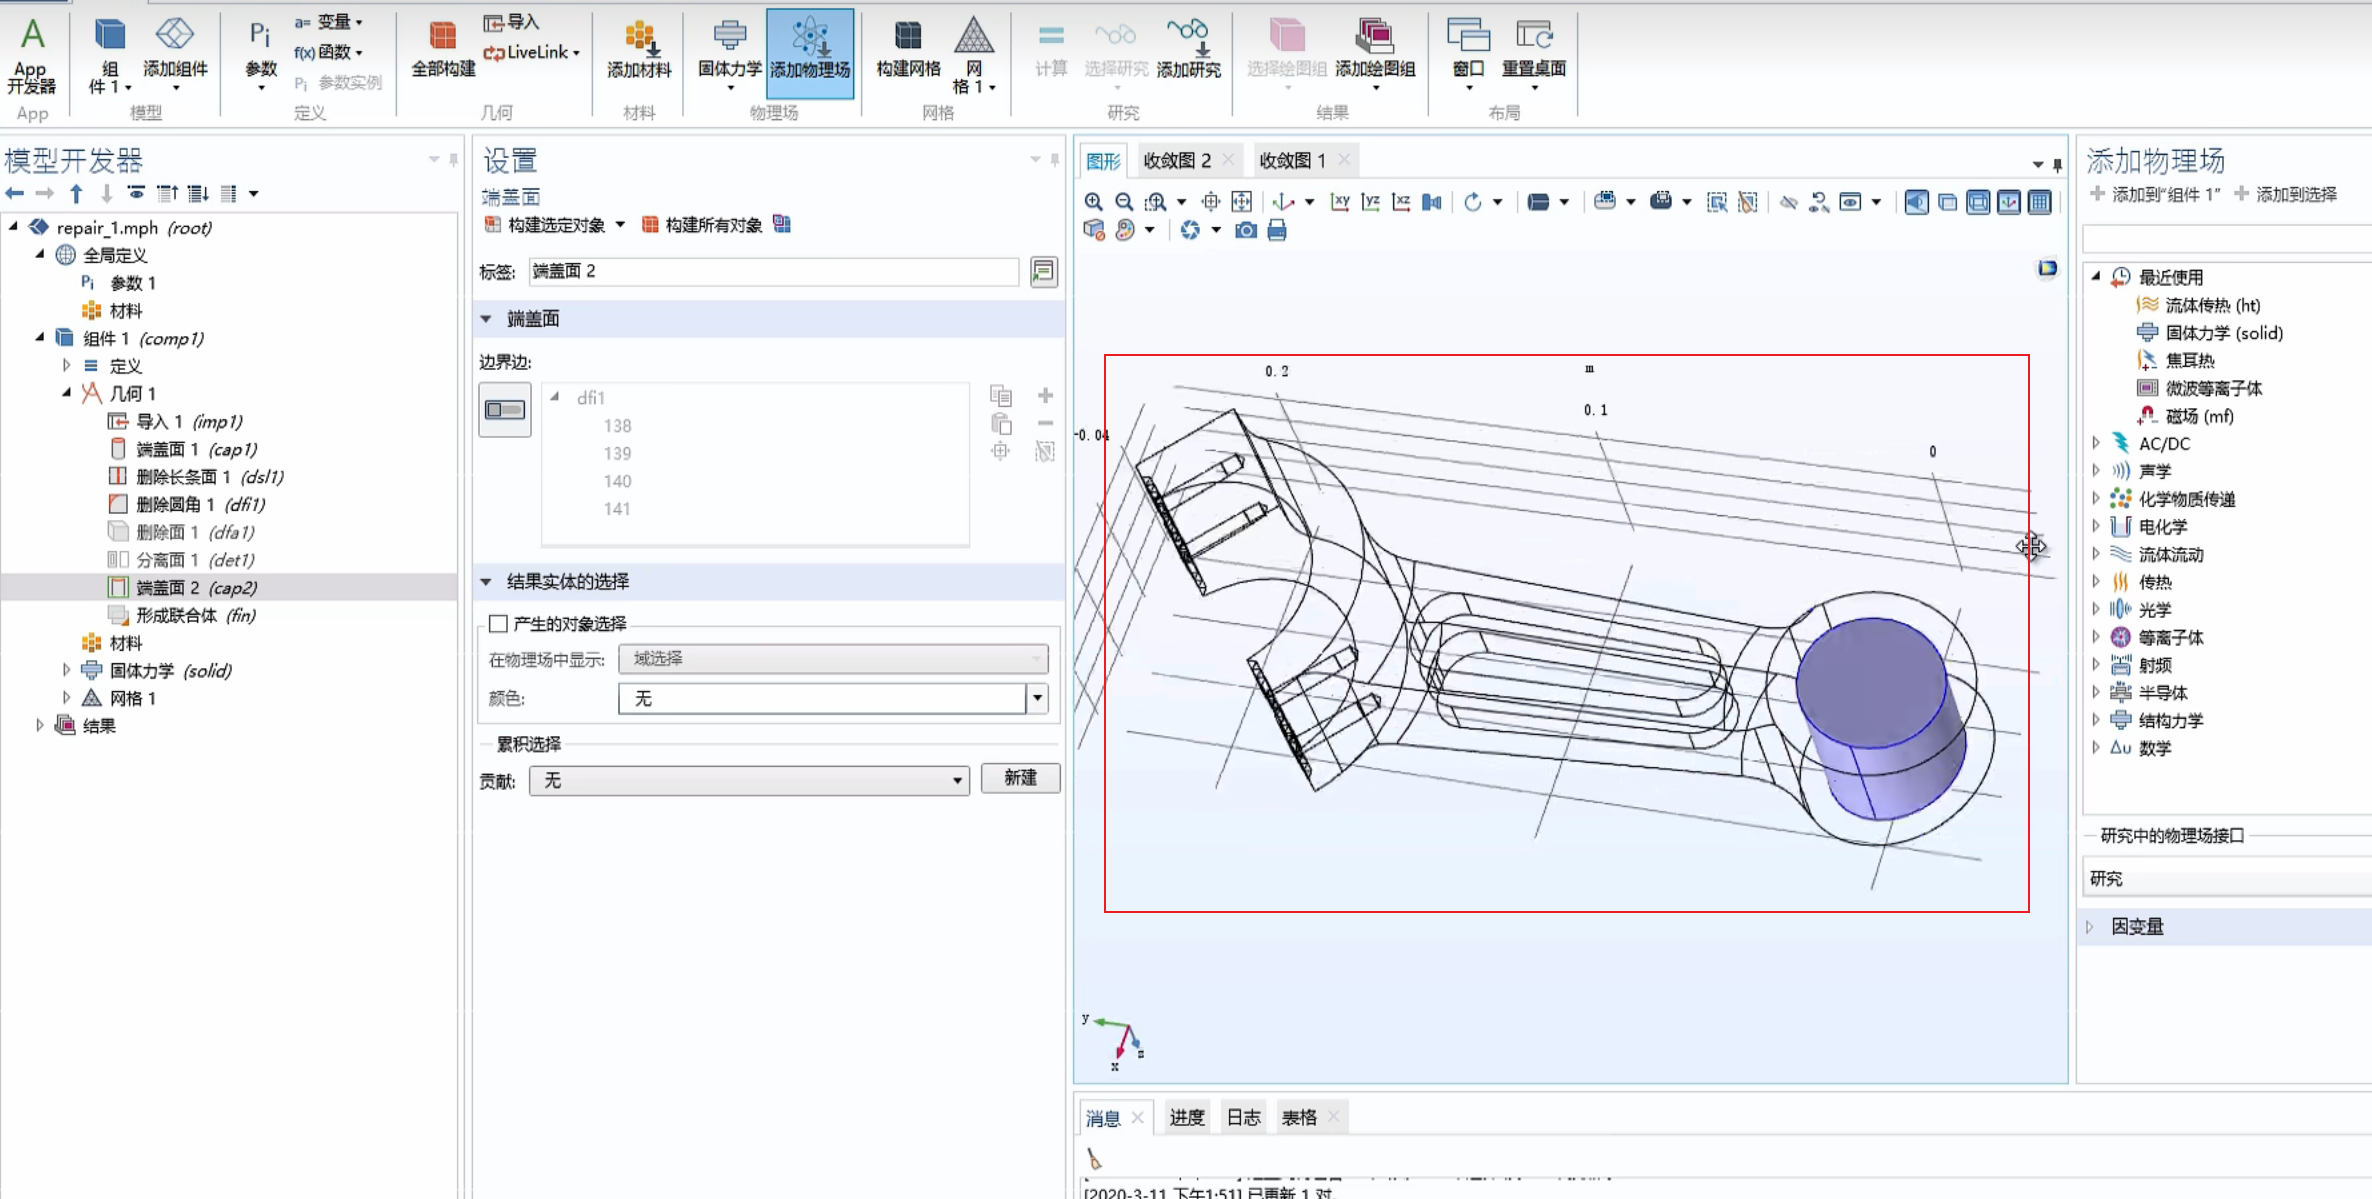 App
开发器
App
组
件 1
添加组件
模型
Pi
参数
a= 变量
f(x) 函数
Pi 参数实例
定义
全部构建
导入
LiveLink
几何
添加材料
材料
固体力学
添加物理场
物理场
构建网格
网
格 1
网格
计算
选择研究
添加研究
研究
选择绘图组
添加绘图组
结果
窗口
重置桌面
布局
模型开发器
repair_1.mph (root)
全局定义
Pi 参数 1
材料
组件 1 (comp1)
定义
几何 1
导入 1 (imp1)
端盖面 1 (cap1)
删除长条面 1 (dsl1)
删除圆角 1 (dfi1)
删除面 1 (dfa1)
分离面 1 (det1)
端盖面 2 (cap2)
形成联合体 (fin)
材料
固体力学 (solid)
网格 1
结果
设置
端盖面
构建选定对象
构建所有对象
标签: 端盖面 2
端盖面
边界边:
dfi1
138
139
140
141
结果实体的选择
产生的对象选择
在物理场中显示: 域选择
颜色: 无
累积选择
贡献: 无 新建
图形 收敛图 2 收敛图 1
xy yz xz
0.2
m
0.1
0
-0.04
y
x
z
消息 进度 日志 表格
[2020-3-11 下午1:51] 已更新 1 对
添加物理场
添加到“组件 1” 添加到选择
最近使用
流体传热 (ht)
固体力学 (solid)
焦耳热
微波等离子体
磁场 (mf)
AC/DC
声学
化学物质传递
电化学
流体流动
传热
光学
等离子体
射频
半导体
结构力学
Δu 数学
研究中的物理场接口
研究
因变量